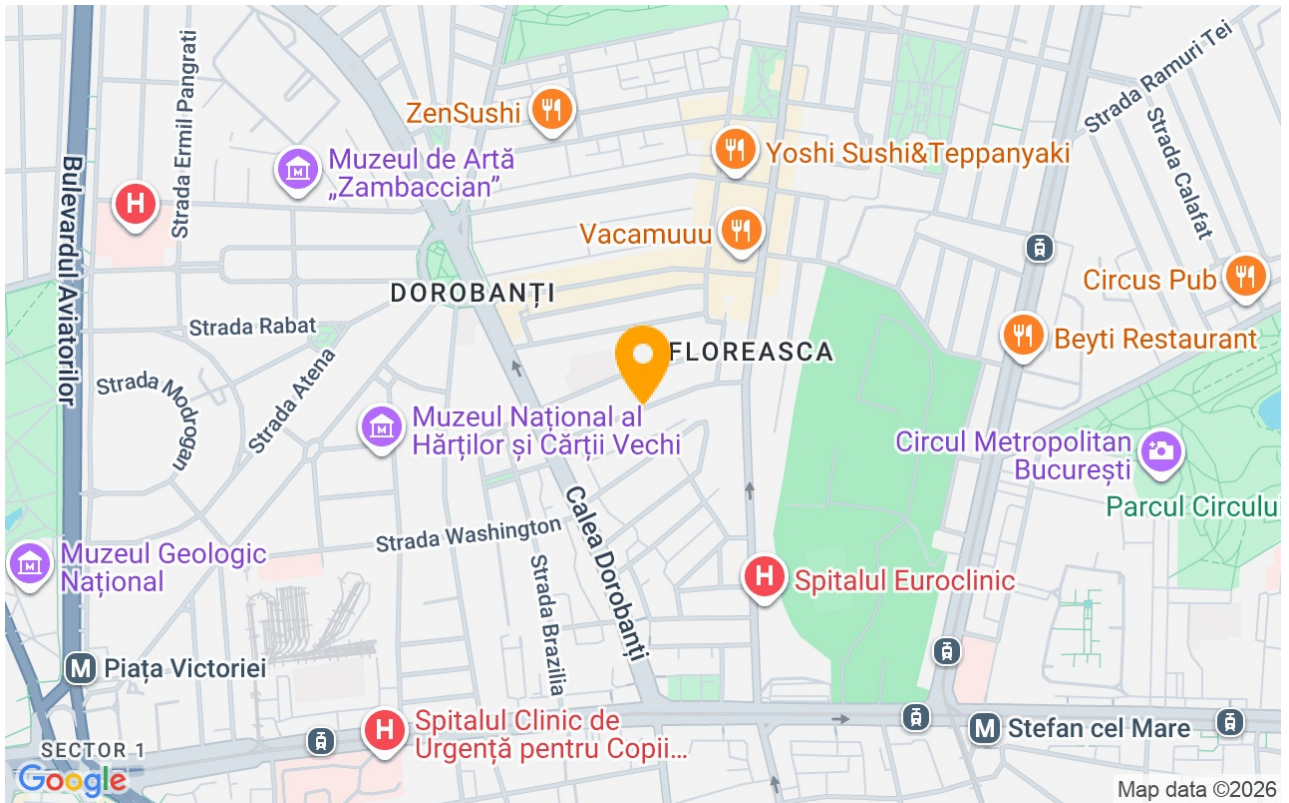 Strada Ermil Pangrati
ZenSushi
Muzeul de Artă
„Zambaccian”
Yoshi Sushi&Teppanyaki
Strada Ramuri Tei
Strada Calafat
Bulevardul Aviatorilor
H
Vacamuuu
Circus Pub
DOROBANȚI
Strada Rabat
Strada Atena
Strada Modrogan
FLOREASCA
Beyti Restaurant
Muzeul Național al
Hărților și Cărții Vechi
Circul Metropolitan
București
Parcul Circului
Calea Dorobanți
Strada Washington
Strada Brazilia
Muzeul Geologic
Național
H
Spitalul Euroclinic
M
Piața Victoriei
H
Spitalul Clinic de
Urgență pentru Copii...
M
Stefan cel Mare
SECTOR 1
Google
Map data ©2026